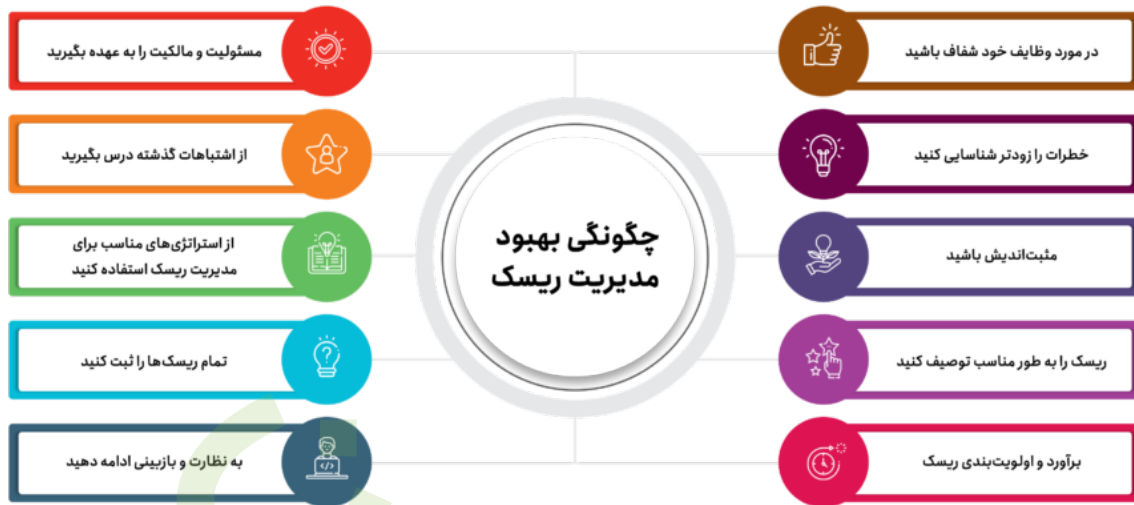 چگونگی بهبود
مدیریت ریسک
در مورد وظایف خود شفاف باشید
خطرات را زودتر شناسایی کنید
مثبت‌اندیش باشید
ریسک را به طور مناسب توصیف کنید
برآورد و اولویت‌بندی ریسک
مسئولیت و مالکیت را به عهده بگیرید
از اشتباهات گذشته درس بگیرید
از استراتژی‌های مناسب برای
مدیریت ریسک استفاده کنید
تمام ریسک‌ها را ثبت کنید
به نظارت و بازبینی ادامه دهید